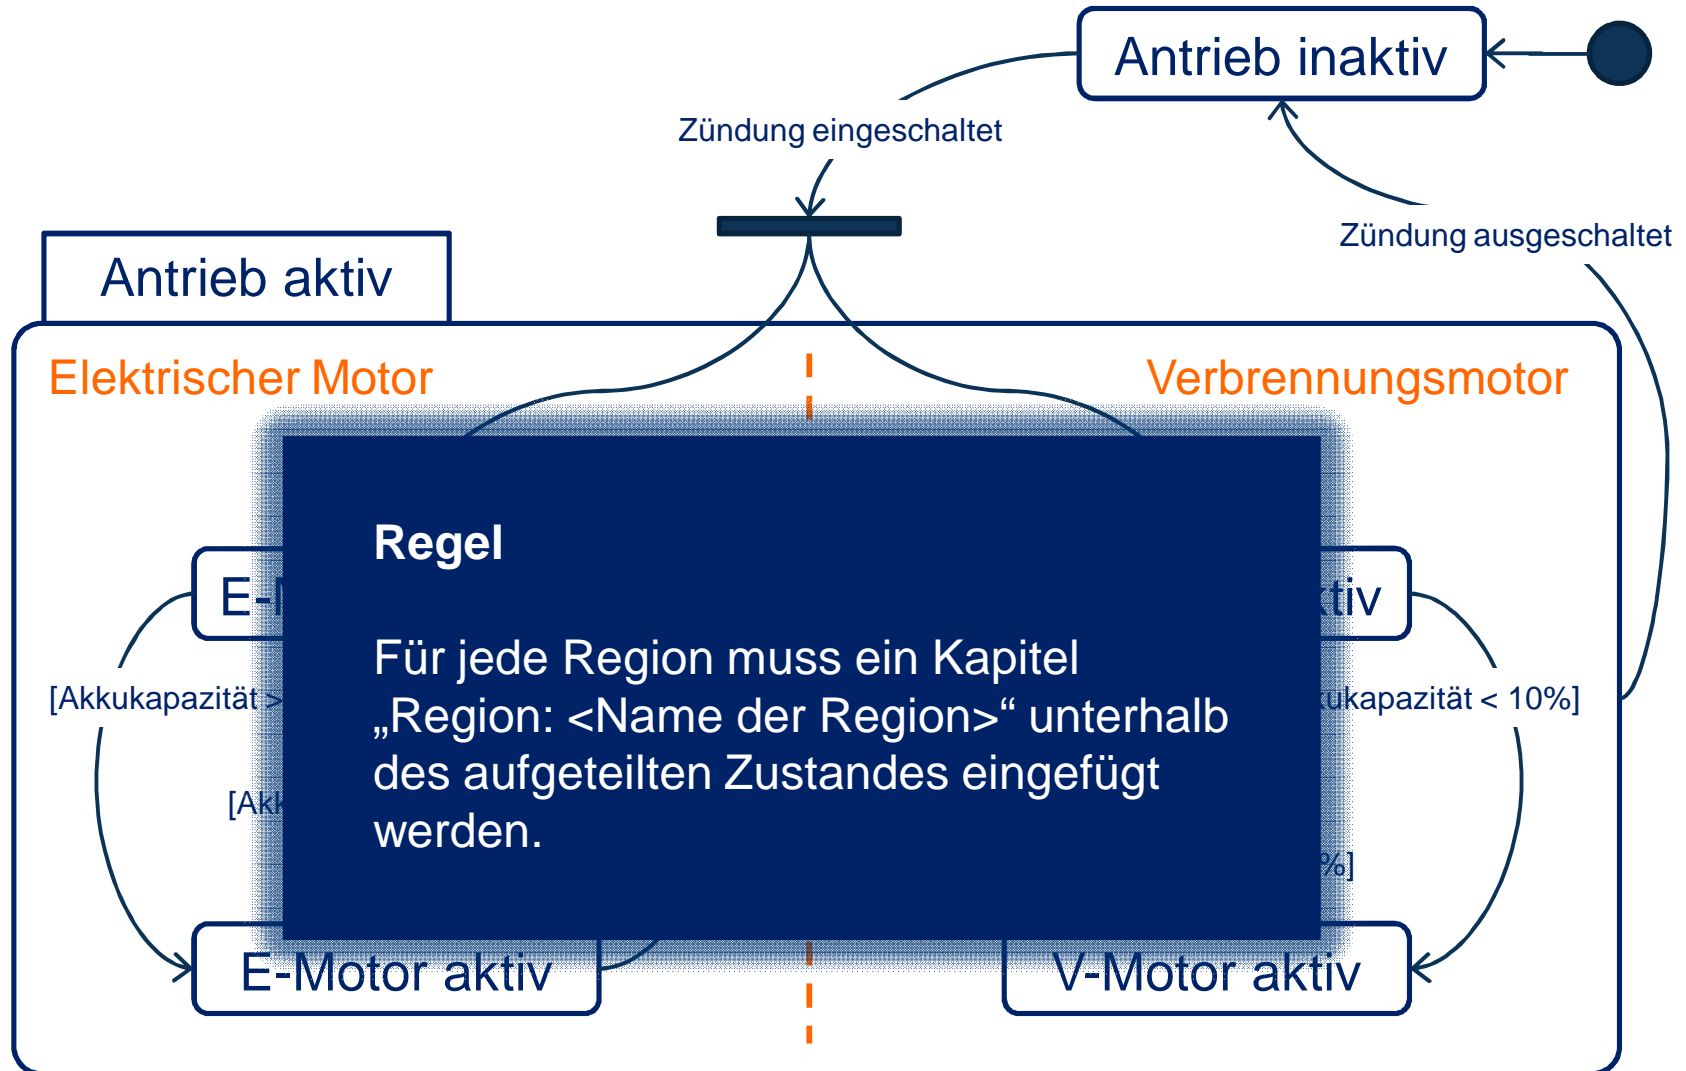 Antrieb inaktiv
Zündung eingeschaltet
Zündung ausgeschaltet
Antrieb aktiv
Elektrischer Motor
Verbrennungsmotor
Regel
Für jede Region muss ein Kapitel
„Region: <Name der Region>“ unterhalb
des aufgeteilten Zustandes eingefügt
werden.
[Akkukapazität >
< 10%]
E-Motor aktiv
V-Motor aktiv